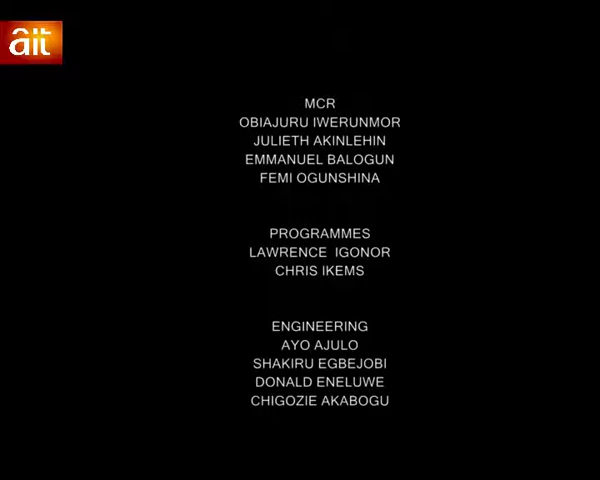 ait
MCR
OBIAJURU IWERUNMOR
JULIETH AKINLEHIN
EMMANUEL BALOGUN
FEMI OGUNSHINA
PROGRAMMES
LAWRENCE IGONOR
CHRIS IKEMS
ENGINEERING
AYO AJULO
SHAKIRU EGBEJOBI
DONALD ENELUWE
CHIGOZIE AKABOGU